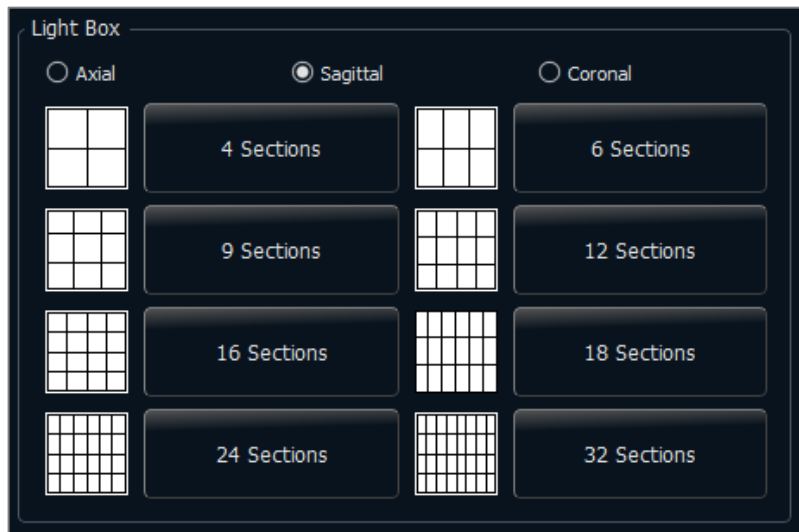 Light Box
Axial Sagittal Coronal
4 Sections 6 Sections
9 Sections 12 Sections
16 Sections 18 Sections
24 Sections 32 Sections